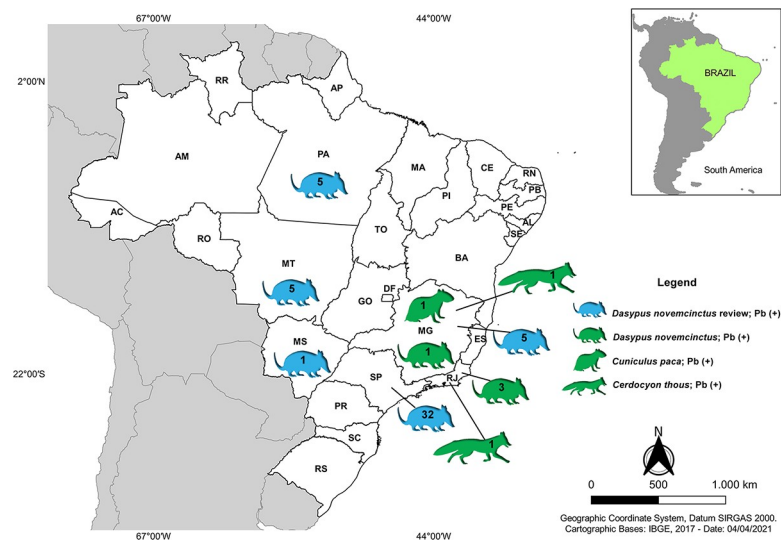 67°00'W
44°00'W
2°00'N
22°00'S
RR
AP
AM
PA
5
MA
CE
RN
PB
PE
AL
SE
PI
AC
RO
TO
BA
MT
5
DF
GO
1
1
MG
1
ES
5
MS
1
SP
RJ
3
32
PR
1
SC
RS
67°00'W
44°00'W
BRAZIL
South America
Legend
Dasypus novemcinctus review; Pb (+)
Dasypus novemcinctus; Pb (+)
Cuniculus paca; Pb (+)
Cerdocyon thous; Pb (+)
N
0 500 1.000 km
Geographic Coordinate System, Datum SIRGAS 2000.
Cartographic Bases: IBGE, 2017 - Date: 04/04/2021